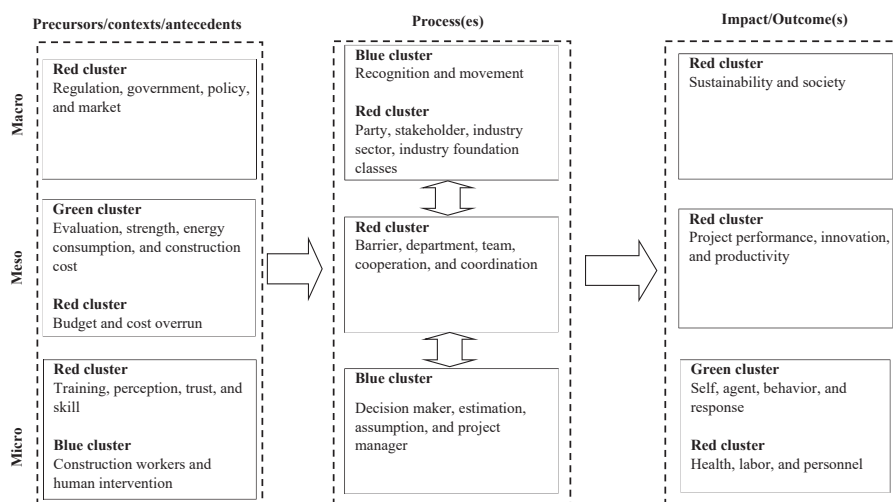 Precursors/contexts/antecedents
Process(es)
Impact/Outcome(s)
Macro
Red cluster
Regulation, government, policy,
and market
Blue cluster
Recognition and movement
Red cluster
Party, stakeholder, industry
sector, industry foundation
classes
Red cluster
Sustainability and society
Meso
Green cluster
Evaluation, strength, energy
consumption, and construction
cost
Red cluster
Budget and cost overrun
Red cluster
Barrier, department, team,
cooperation, and coordination
Red cluster
Project performance, innovation,
and productivity
Micro
Red cluster
Training, perception, trust, and
skill
Blue cluster
Construction workers and
human intervention
Blue cluster
Decision maker, estimation,
assumption, and project
manager
Green cluster
Self, agent, behavior, and
response
Red cluster
Health, labor, and personnel